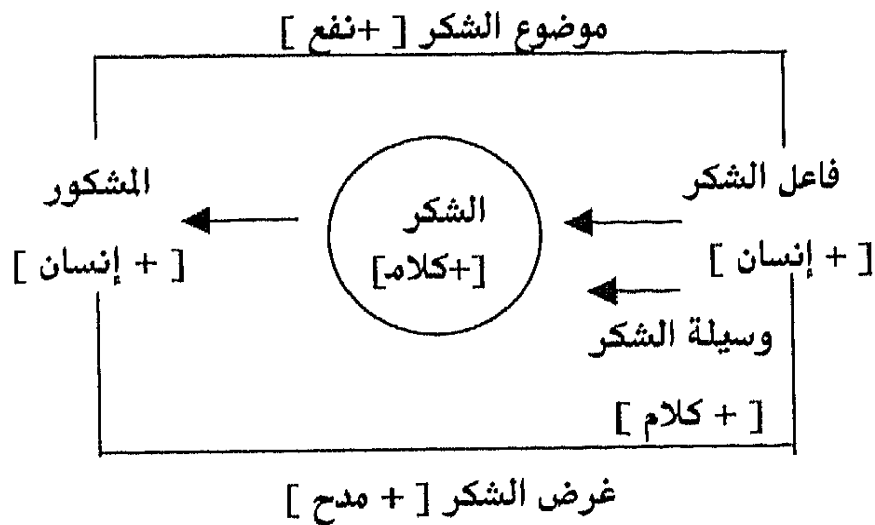 موضوع الشكر [ +نفع ]
فاعل الشكر
[ + إنسان ]
وسيلة الشكر
[ + كلام ]
الشكر
[+كلام]
المشكور
[ + إنسان ]
غرض الشكر [ + مدح ]